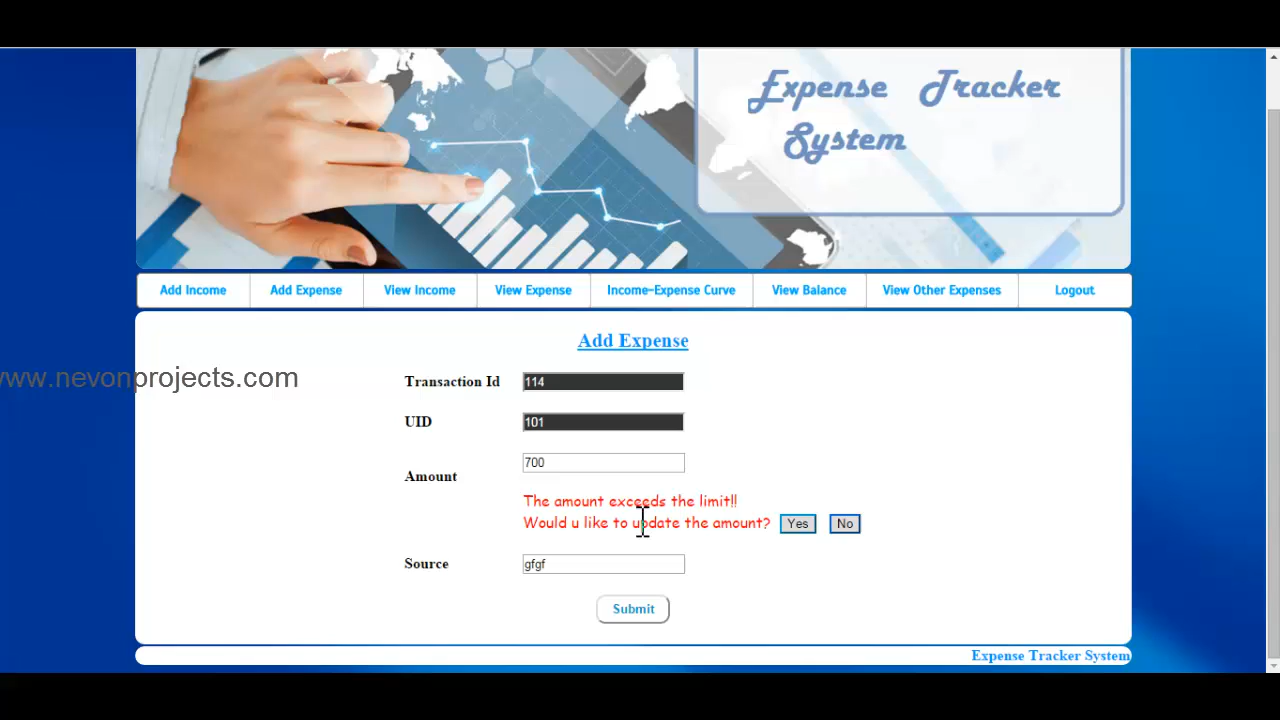 Expense Tracker
System
Add Income
Add Expense
View Income
View Expense
Income-Expense Curve
View Balance
View Other Expenses
Logout
Add Expense
www.nevonprojects.com
Transaction Id 114
UID 101
Amount 700
The amount exceeds the limit!!
Would u like to update the amount? Yes No
Source gfgf
Submit
Expense Tracker System